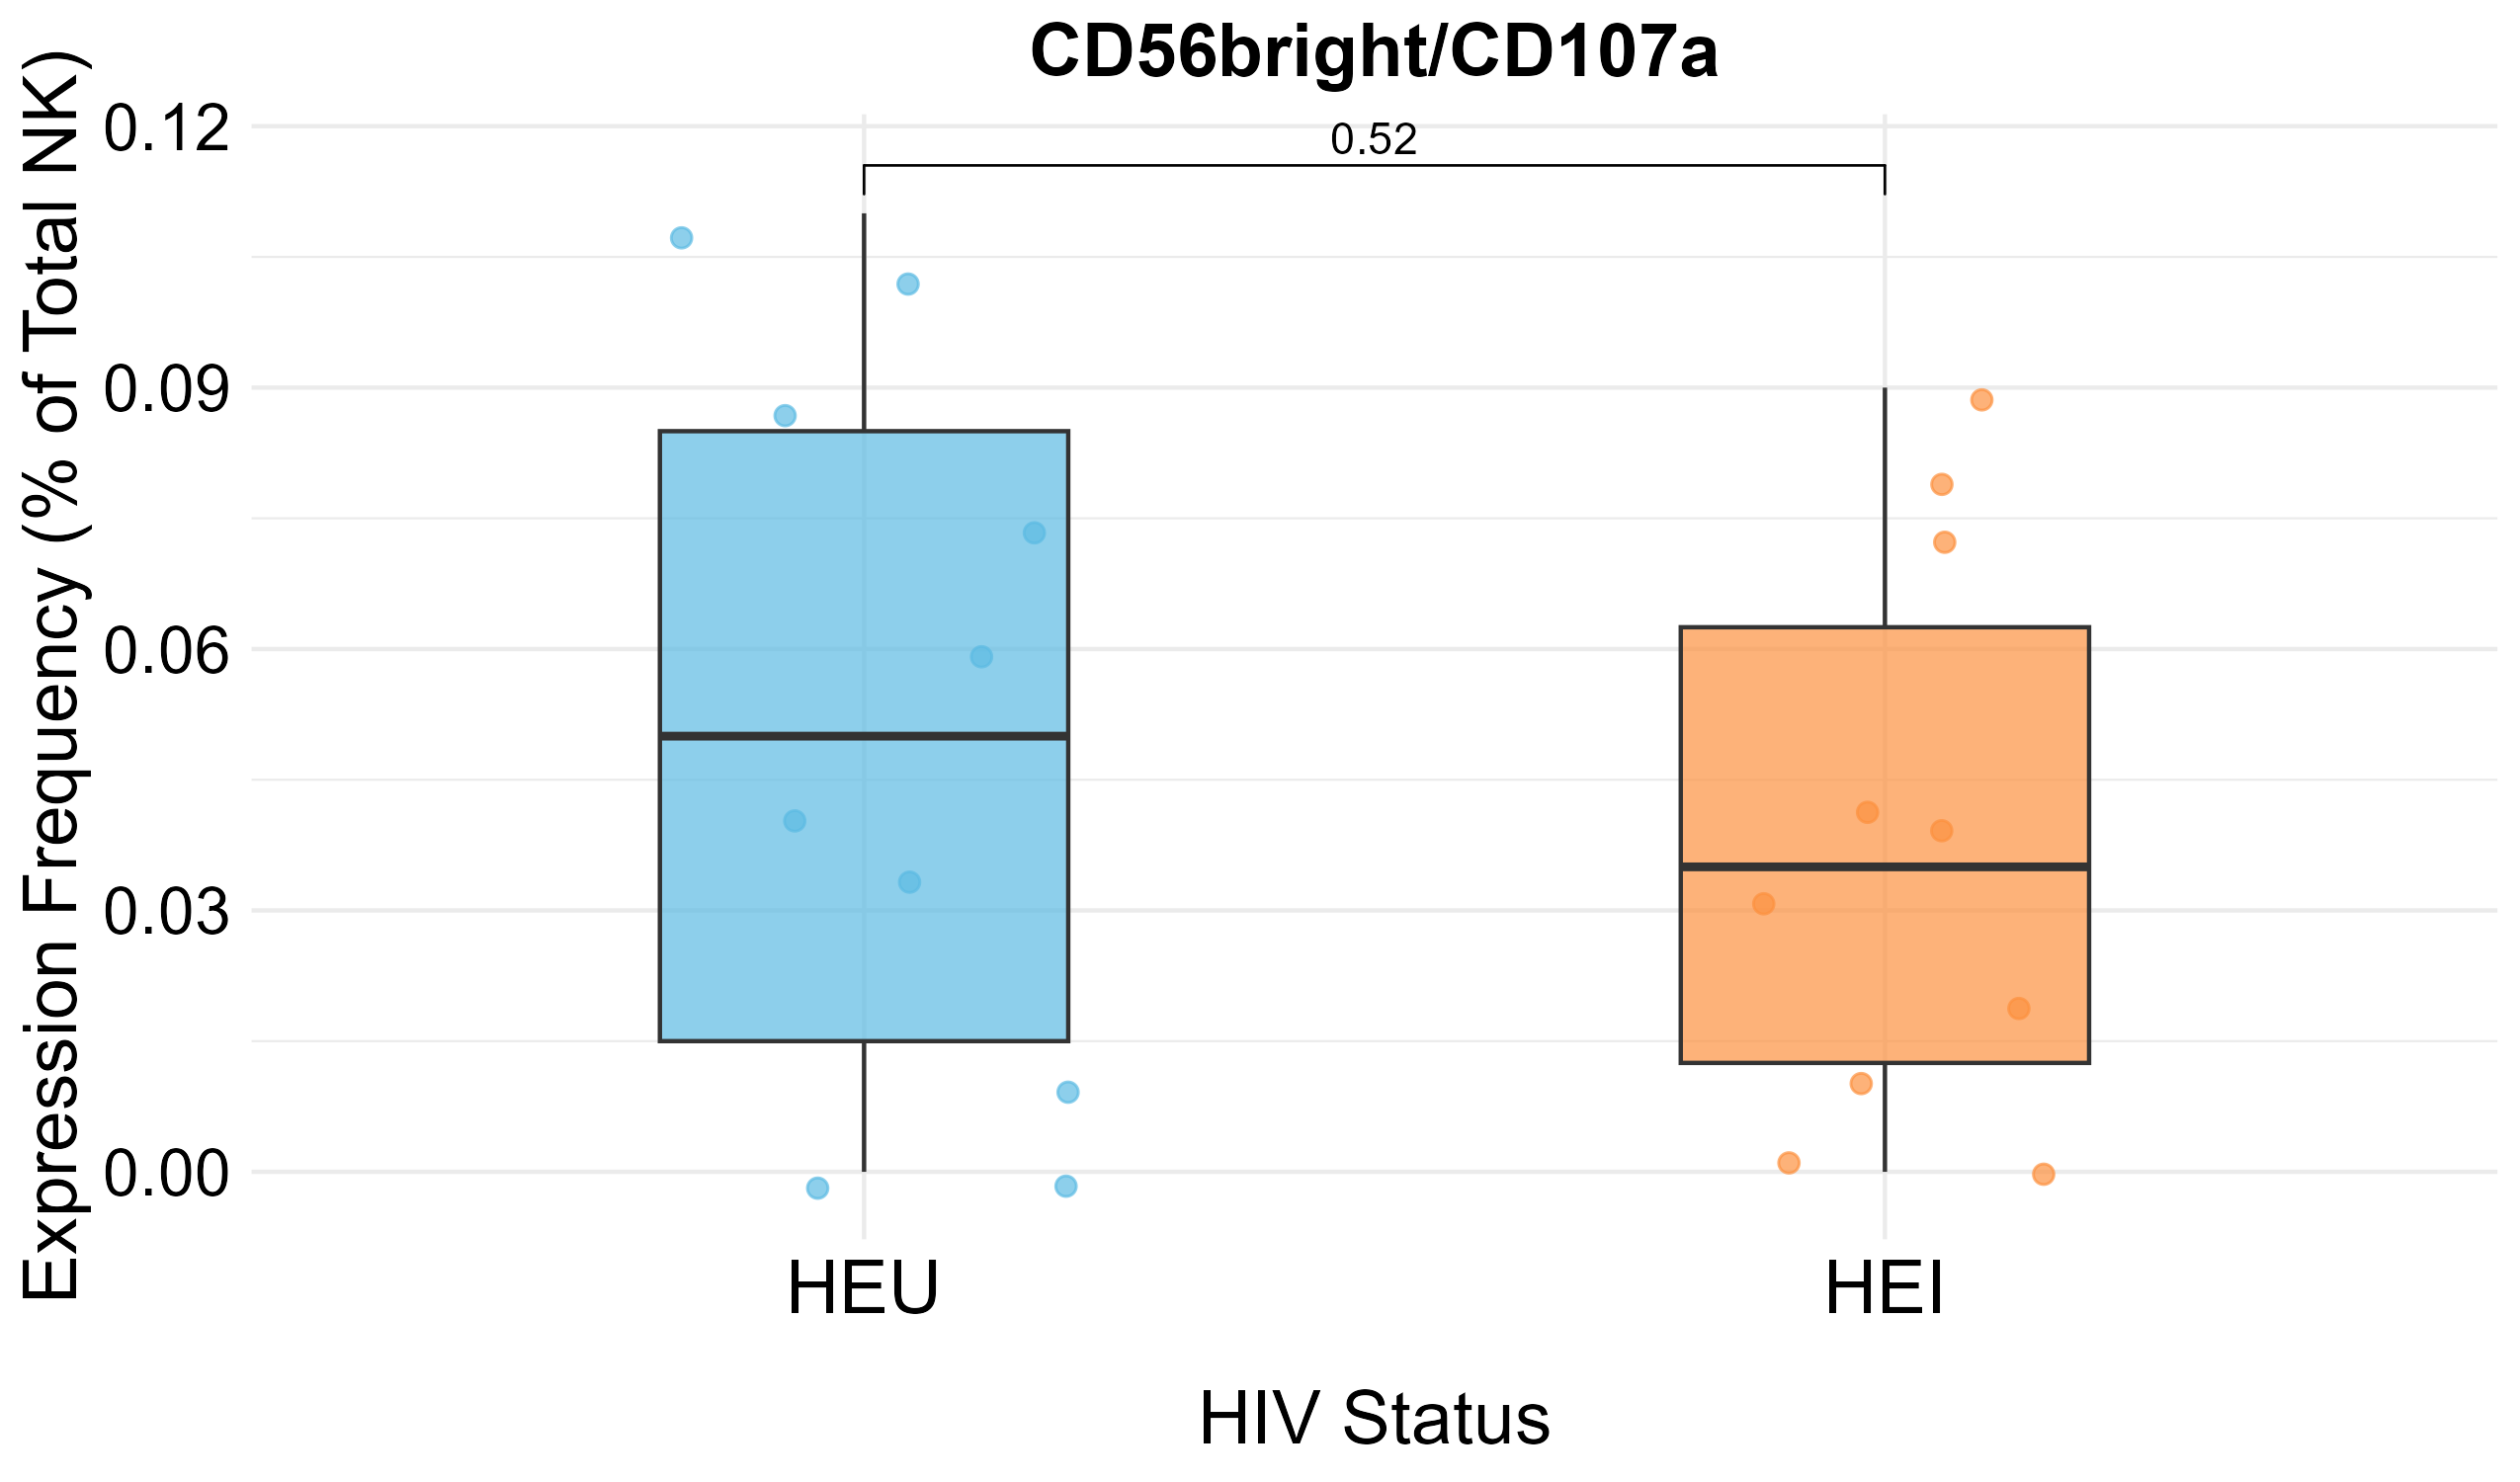 CD56bright/CD107a
Expression Frequency (% of Total NK)
0.12
0.09
0.06
0.03
0.00
0.52
HEU
HEI
HIV Status